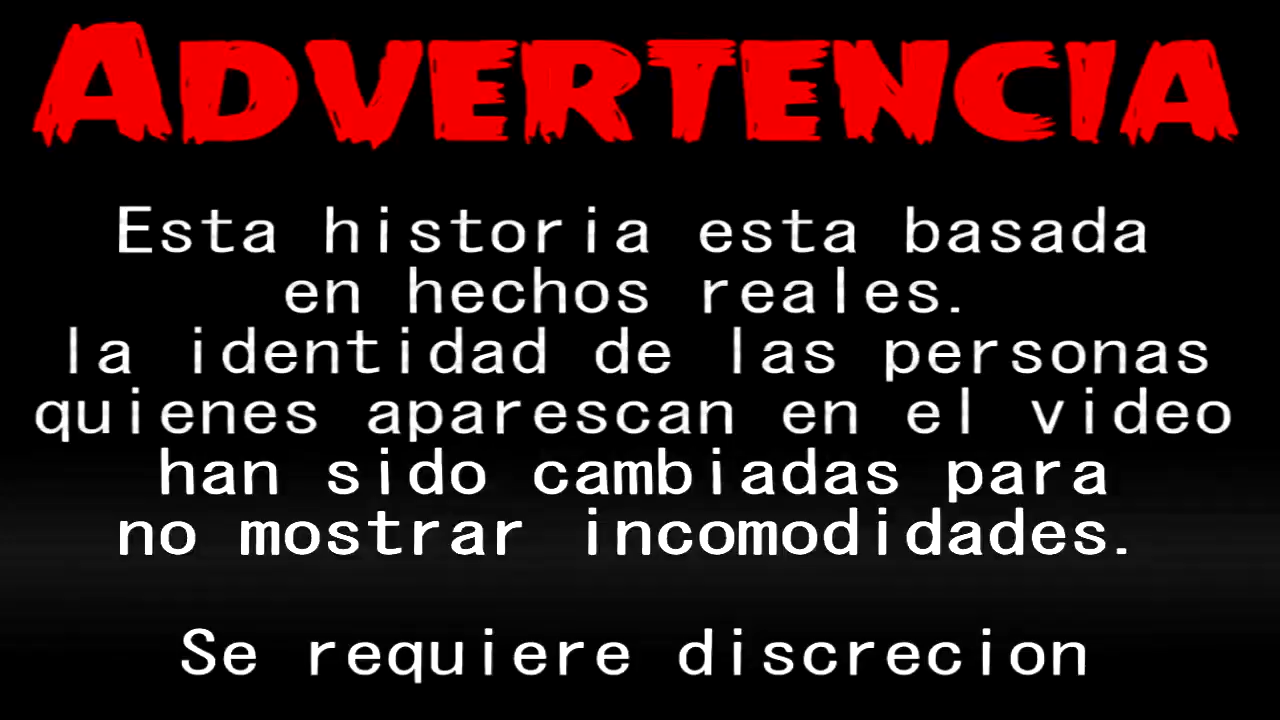 ADVERTENCIA
Esta historia esta basada
en hechos reales.
la identidad de las personas
quienes aparescan en el video
han sido cambiadas para
no mostrar incomodidades.
Se requiere discrecion